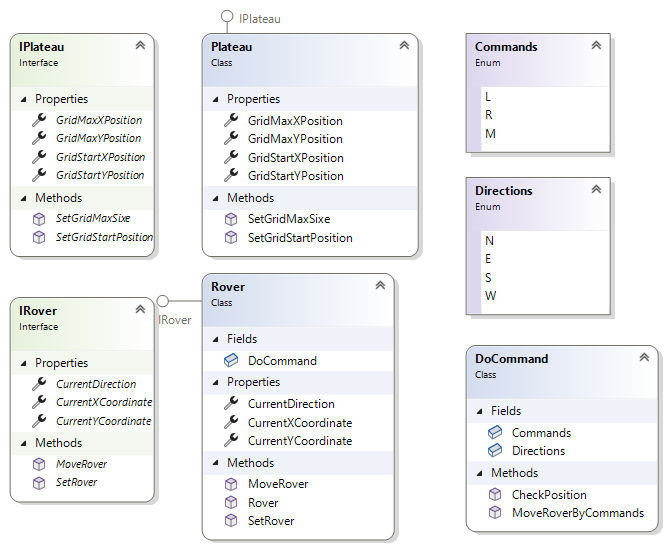 IPlateau
IPlateau
Interface
Properties
GridMaxXPosition
GridMaxYPosition
GridStartXPosition
GridStartYPosition
Methods
SetGridMaxSixe
SetGridStartPosition
Plateau
Class
Properties
GridMaxXPosition
GridMaxYPosition
GridStartXPosition
GridStartYPosition
Methods
SetGridMaxSixe
SetGridStartPosition
Commands
Enum
L
R
M
Directions
Enum
N
E
S
W
IRover
Interface
Properties
CurrentDirection
CurrentXCoordinate
CurrentYCoordinate
Methods
MoveRover
SetRover
IRover
Rover
Class
Fields
DoCommand
Properties
CurrentDirection
CurrentXCoordinate
CurrentYCoordinate
Methods
MoveRover
Rover
SetRover
DoCommand
Class
Fields
Commands
Directions
Methods
CheckPosition
MoveRoverByCommands